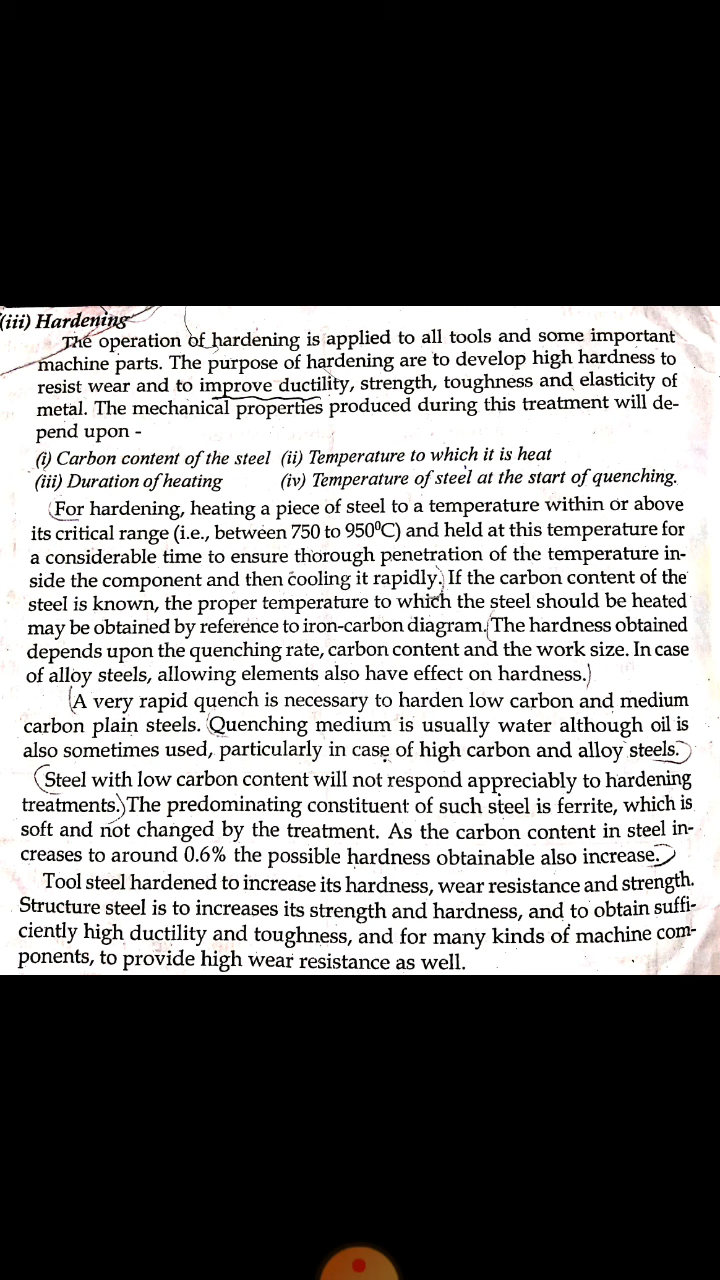 (iii) Hardening
The operation of hardening is applied to all tools and some important
machine parts. The purpose of hardening are to develop high hardness to
resist wear and to improve ductility, strength, toughness and elasticity of
metal. The mechanical properties produced during this treatment will de-
pend upon -
(i) Carbon content of the steel (ii) Temperature to which it is heat
(iii) Duration of heating (iv) Temperature of steel at the start of quenching.
For hardening, heating a piece of steel to a temperature within or above
its critical range (i.e., between 750 to 950⁰C) and held at this temperature for
a considerable time to ensure thorough penetration of the temperature in-
side the component and then cooling it rapidly. If the carbon content of the
steel is known, the proper temperature to which the steel should be heated
may be obtained by reference to iron-carbon diagram. The hardness obtained
depends upon the quenching rate, carbon content and the work size. In case
of alloy steels, allowing elements also have effect on hardness.
A very rapid quench is necessary to harden low carbon and medium
carbon plain steels. Quenching medium is usually water although oil is
also sometimes used, particularly in case of high carbon and alloy steels.
Steel with low carbon content will not respond appreciably to hardening
treatments. The predominating constituent of such steel is ferrite, which is
soft and not changed by the treatment. As the carbon content in steel in-
creases to around 0.6% the possible hardness obtainable also increase.
Tool steel hardened to increase its hardness, wear resistance and strength.
Structure steel is to increases its strength and hardness, and to obtain suffi-
ciently high ductility and toughness, and for many kinds of machine com-
ponents, to provide high wear resistance as well.